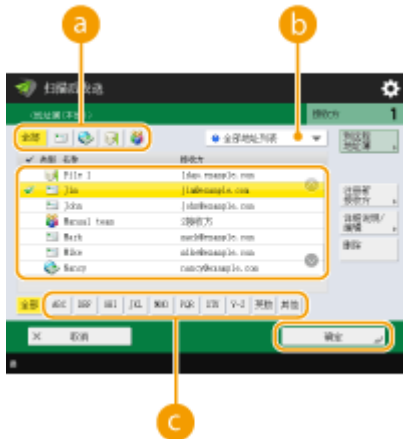 a
b
扫描后发送
地址簿(本地)
接收方 1
全部
全部地址列表
到远程
地址簿
✓ 类型 名称 接收方
File 1
Jim jim@example.com
John john@example.com
Manual team 2接收方
Mark mark@example.com
Mike mike@example.com
Nancy nancy@example.com
注册新
接收方
详细说明/
编辑
删除
全部 ABC DEF GHI JKL MNO PQR STU V-Z 其他
× 取消
确定
c